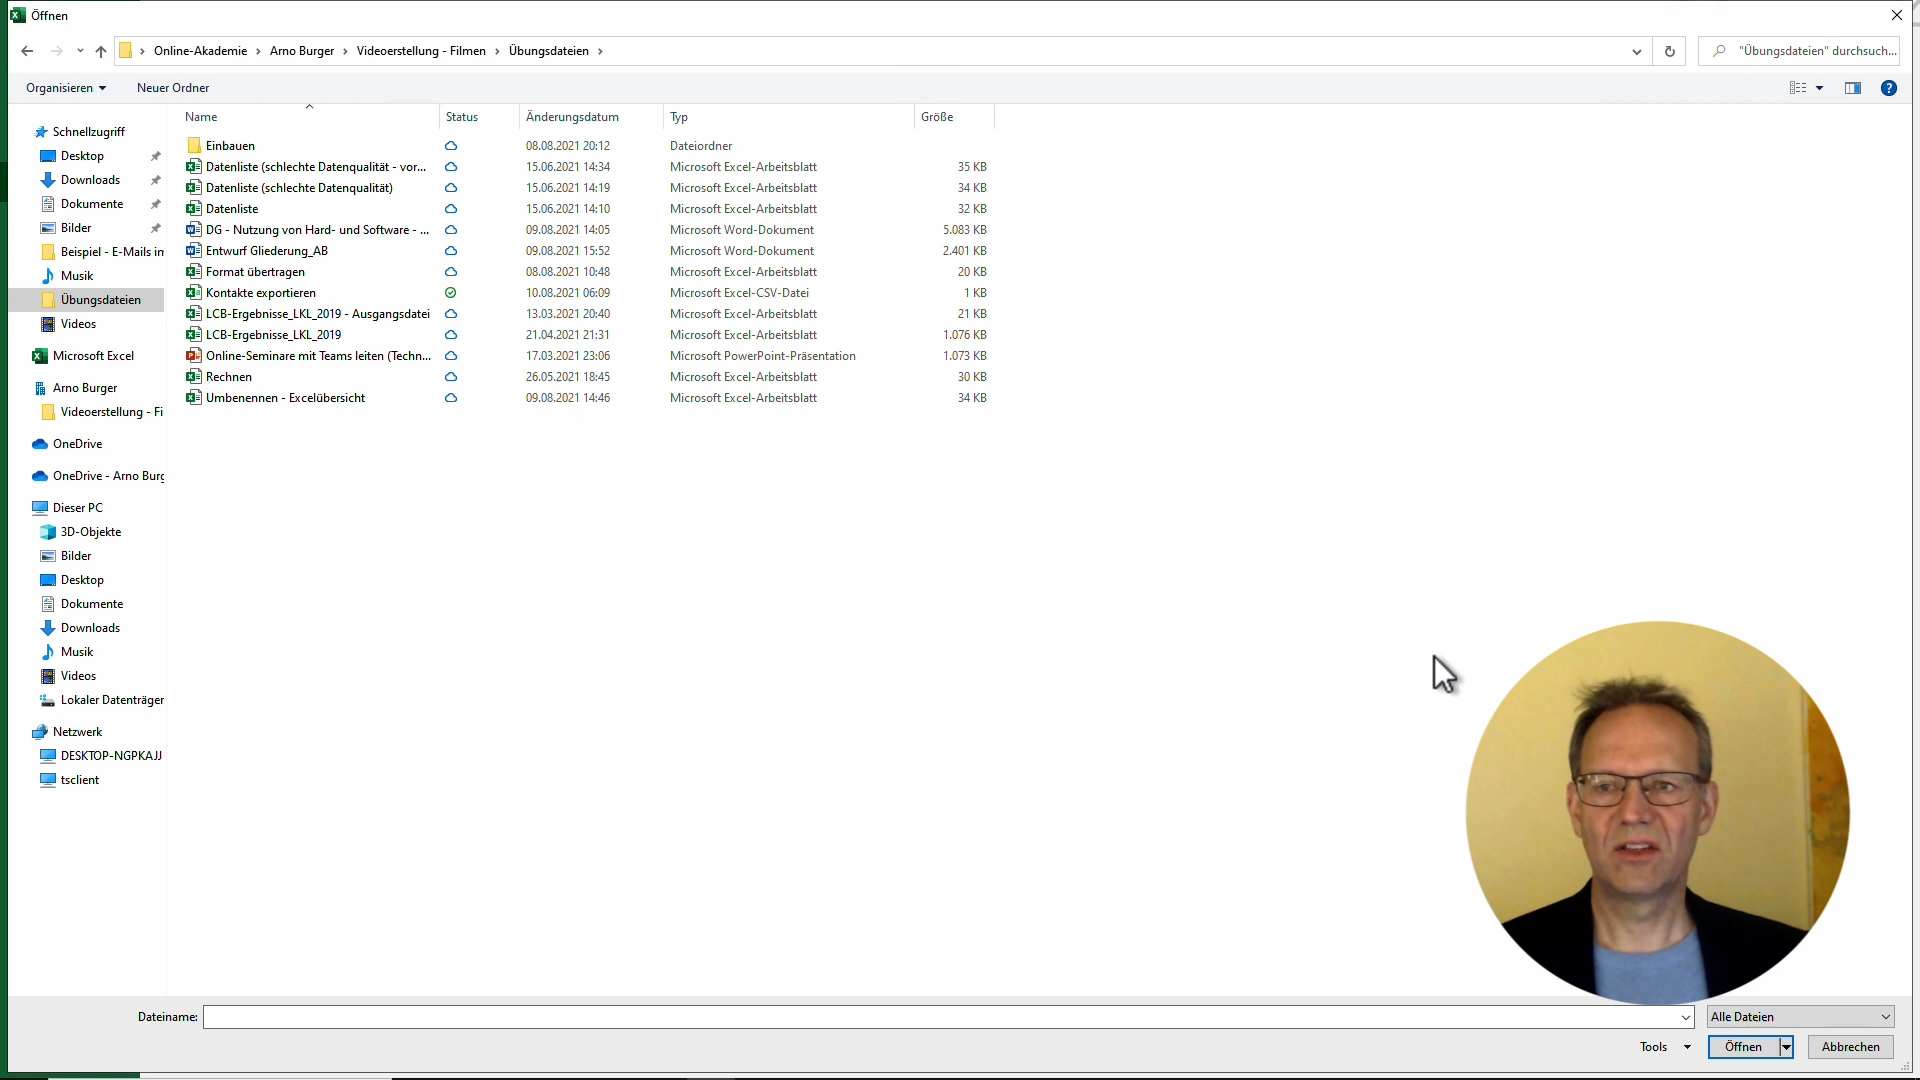 Öffnen
Online-Akademie › Arno Burger › Videoerstellung - Filmen › Übungsdateien ›
"Übungsdateien" durchsuch...
Organisieren
Neuer Ordner
Name Status Änderungsdatum Typ Größe
Schnellzugriff
Desktop
Downloads
Dokumente
Bilder
Beispiel - E-Mails im
Musik
Übungsdateien
Videos
Microsoft Excel
Arno Burger
Videoerstellung - Fi
OneDrive
OneDrive - Arno Burg
Dieser PC
3D-Objekte
Bilder
Desktop
Dokumente
Downloads
Musik
Videos
Lokaler Datenträger
Netzwerk
DESKTOP-NGPKAJJ
tsclient
Einbauen 08.08.2021 20:12 Dateiordner
Datenliste (schlechte Datenqualität - vor... 15.06.2021 14:34 Microsoft Excel-Arbeitsblatt 35 KB
Datenliste (schlechte Datenqualität) 15.06.2021 14:19 Microsoft Excel-Arbeitsblatt 34 KB
Datenliste 15.06.2021 14:10 Microsoft Excel-Arbeitsblatt 32 KB
DG - Nutzung von Hard- und Software - ... 09.08.2021 14:05 Microsoft Word-Dokument 5.083 KB
Entwurf Gliederung_AB 09.08.2021 15:52 Microsoft Word-Dokument 2.401 KB
Format übertragen 08.08.2021 10:48 Microsoft Excel-Arbeitsblatt 20 KB
Kontakte exportieren 10.08.2021 06:09 Microsoft Excel-CSV-Datei 1 KB
LCB-Ergebnisse_LKL_2019 - Ausgangsdatei 13.03.2021 20:40 Microsoft Excel-Arbeitsblatt 21 KB
LCB-Ergebnisse_LKL_2019 21.04.2021 21:31 Microsoft Excel-Arbeitsblatt 1.076 KB
Online-Seminare mit Teams leiten (Techn... 17.03.2021 23:06 Microsoft PowerPoint-Präsentation 1.073 KB
Rechnen 26.05.2021 18:45 Microsoft Excel-Arbeitsblatt 30 KB
Umbenennen - Excelübersicht 09.08.2021 14:46 Microsoft Excel-Arbeitsblatt 34 KB
Dateiname:
Alle Dateien
Tools
Öffnen
Abbrechen